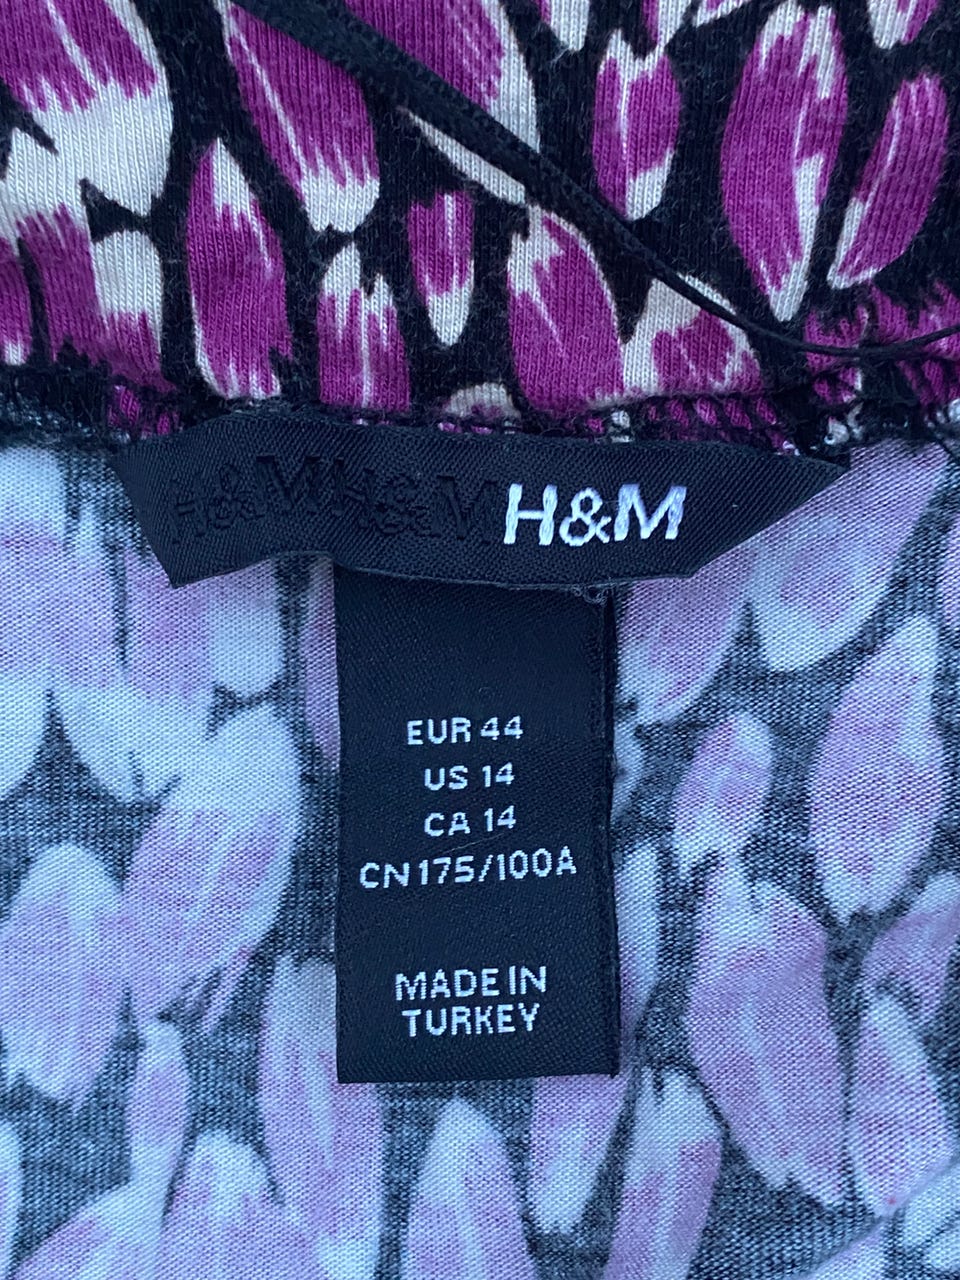 H&M H&M H&M
EUR 44
US 14
CA 14
CN 175/100A
MADE IN
TURKEY